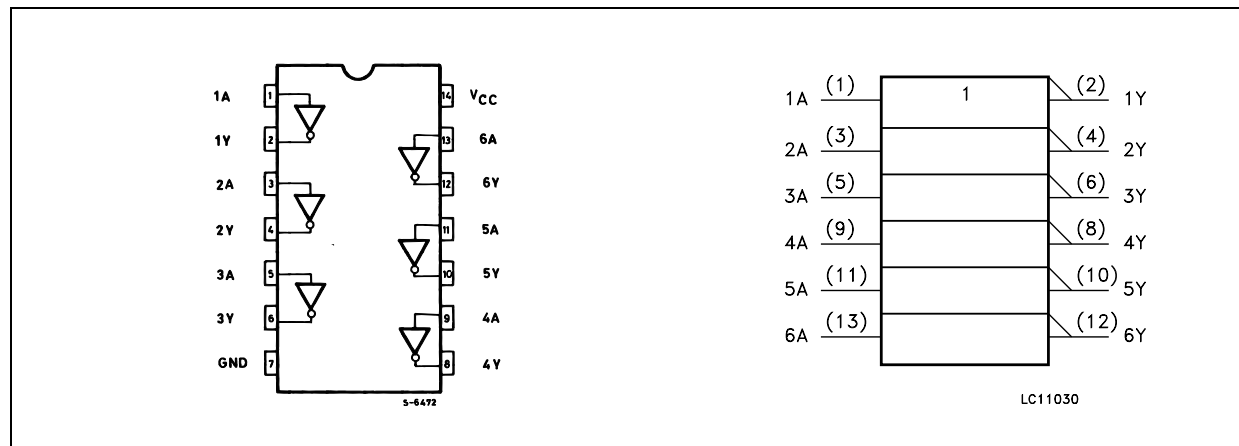 1A 1 14 VCC
1Y 2 13 6A
2A 3 12 6Y
2Y 4 11 5A
3A 5 10 5Y
3Y 6 9 4A
GND 7 8 4Y
S-6472
1A (1) 1 (2) 1Y
2A (3) (4) 2Y
3A (5) (6) 3Y
4A (9) (8) 4Y
5A (11) (10) 5Y
6A (13) (12) 6Y
LC11030